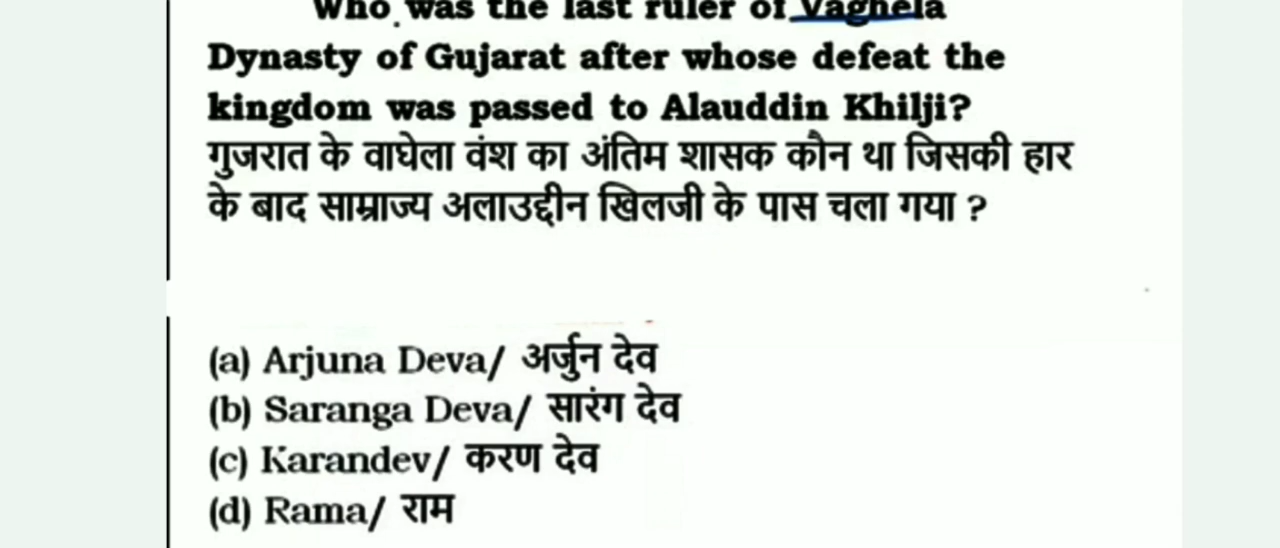 Who was the last ruler of Vaghela
Dynasty of Gujarat after whose defeat the
kingdom was passed to Alauddin Khilji?
गुजरात के वाघेला वंश का अंतिम शासक कौन था जिसकी हार
के बाद साम्राज्य अलाउद्दीन खिलजी के पास चला गया ?
(a) Arjuna Deva/ अर्जुन देव
(b) Saranga Deva/ सारंग देव
(c) Karandev/ करण देव
(d) Rama/ राम